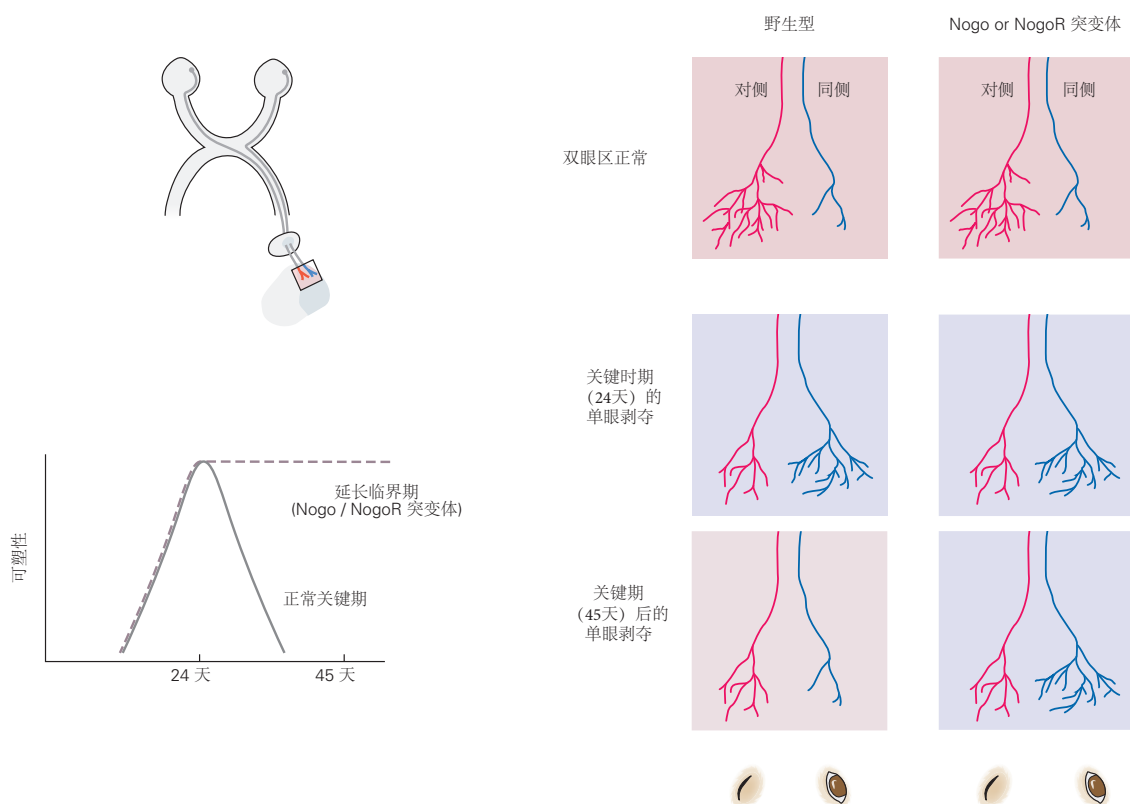 野生型
Nogo or NogoR 突变体
对侧
同侧
对侧
同侧
双眼区正常
关键时期
（24天）的
单眼剥夺
关键期
（45天）后的
单眼剥夺
可塑性
延长临界期
(Nogo / NogoR 突变体)
正常关键期
24 天
45 天